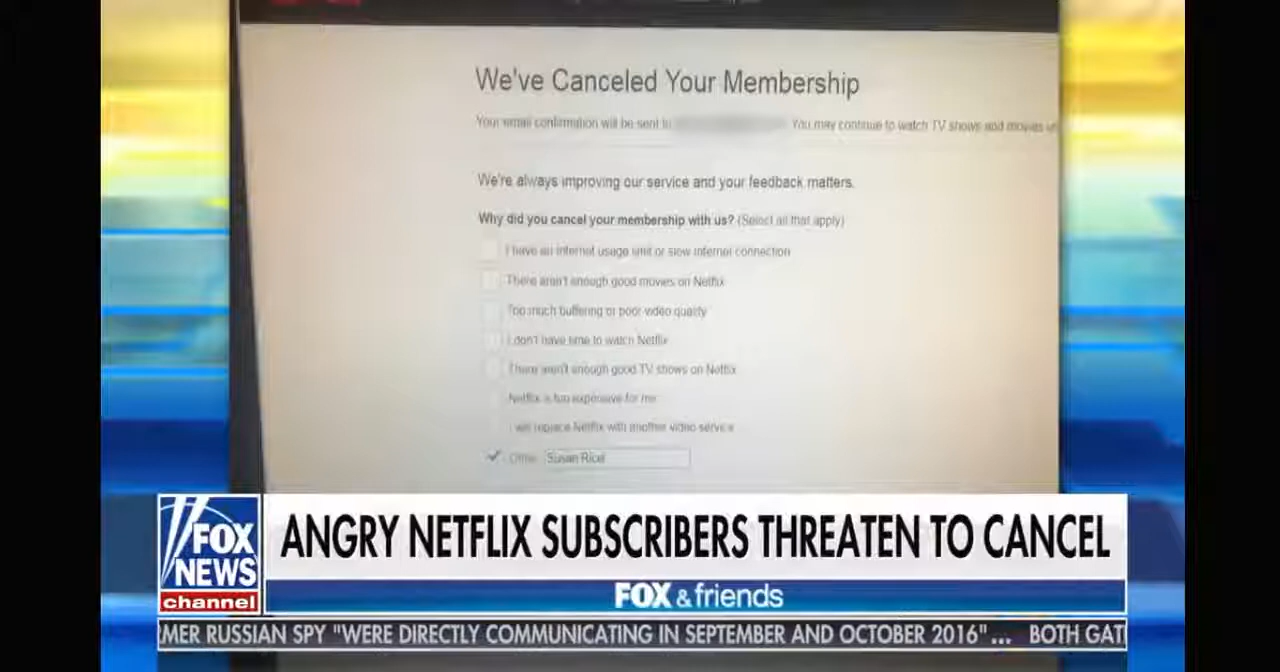 We've Canceled Your Membership
Your email confirmation will be sent to You may continue to watch TV shows and movies un
We're always improving our service and your feedback matters.
Why did you cancel your membership with us? (Select all that apply)
I have an internet usage limit or slow internet connection
There aren't enough good movies on Netflix
Too much buffering or poor video quality
I don't have time to watch Netflix
There aren't enough good TV shows on Netflix
Netflix is too expensive for me
I will replace Netflix with another video service
Other Susan Rice!
FOX NEWS channel
ANGRY NETFLIX SUBSCRIBERS THREATEN TO CANCEL
FOX & friends
MER RUSSIAN SPY "WERE DIRECTLY COMMUNICATING IN SEPTEMBER AND OCTOBER 2016"... BOTH GAT